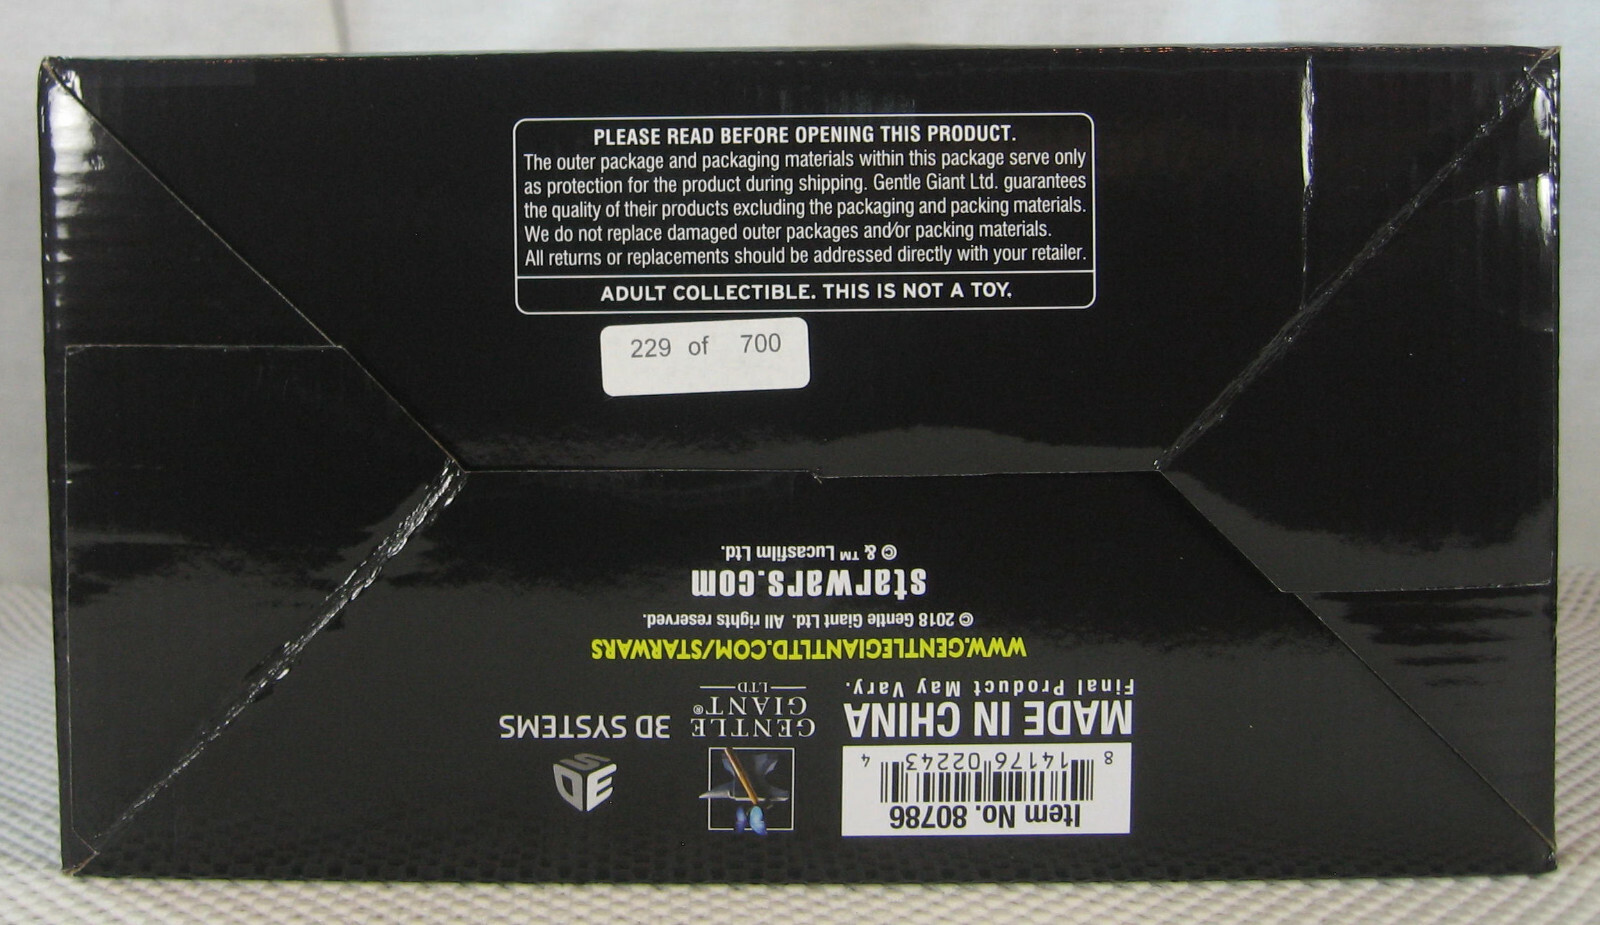 PLEASE READ BEFORE OPENING THIS PRODUCT.
The outer package and packaging materials within this package serve only
as protection for the product during shipping. Gentle Giant Ltd. guarantees
the quality of their products excluding the packaging and packing materials.
We do not replace damaged outer packages and/or packing materials.
All returns or replacements should be addressed directly with your retailer.
ADULT COLLECTIBLE. THIS IS NOT A TOY.
229 of 700
Item No. 80786
8 14176 02243 4
MADE IN CHINA
Final Product May Vary.
GENTLE
GIANT®
LTD
3DS
3D SYSTEMS
WWW.GENTLEGIANTLTD.COM/STARWARS
© 2018 Gentle Giant Ltd. All rights reserved.
starwars.com
© & ™ Lucasfilm Ltd.